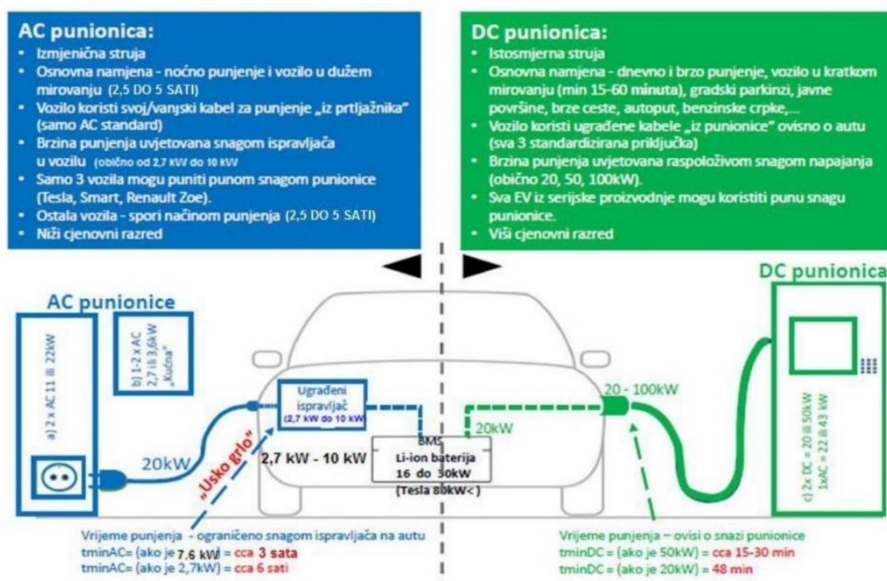 AC punionica:
• Izmjenična struja
• Osnovna namjena - noćno punjenje i vozilo u dužem
mirovanju (2,5 DO 5 SATI)
• Vozilo koristi svoj/vanjski kabel za punjenje „iz prtljažnika"
(samo AC standard)
• Brzina punjenja uvjetovana snagom ispravljača
u vozilu (obično od 2,7 kW do 10 kW
• Samo 3 vozila mogu puniti punom snagom punionice
(Tesla, Smart, Renault Zoe).
• Ostala vozila - spori načinom punjenja (2,5 DO 5 SATI)
• Niži cjenovni razred
DC punionica:
• Istosmjerna struja
• Osnovna namjena - dnevno i brzo punjenje, vozilo u kratkom
mirovanju (min 15-60 minuta), gradski parkinzi, javne
površine, brze ceste, autoput, benzinske crpke,...
• Vozilo koristi ugrađene kabele „iz punionice" ovisno o autu
(sva 3 standardizirana priključka)
• Brzina punjenja uvjetovana raspoloživom snagom napajanja
(obično 20, 50, 100kW).
• Sva EV iz serijske proizvodnje mogu koristiti punu snagu
punionice.
• Viši cjenovni razred
AC punionice
a) 2 x AC 11 ili 22kW
b) 1-2 x AC
2,7 ili 3,6kW
„Kućna"
20kW
„Usko grlo"
Ugrađeni
ispravljač
(2,7 kW do 10 kW)
2,7 kW - 10 kW
BMS
Li-ion baterija
16 do 30kW
(Tesla 80kW< )
20kW
20 - 100kW
DC punionica
c) 2x DC = 20 ili 50kW
1xAC = 22 ili 43 kW
Vrijeme punjenja - ograničeno snagom ispravljača na autu
tminAC= (ako je 7.6 kW) = cca 3 sata
tminAC= (ako je 2,7kW) = cca 6 sati
Vrijeme punjenja – ovisi o snazi punionice
tminDC = (ako je 50kW) = cca 15-30 min
tminDC = (ako je 20kW) = 48 min